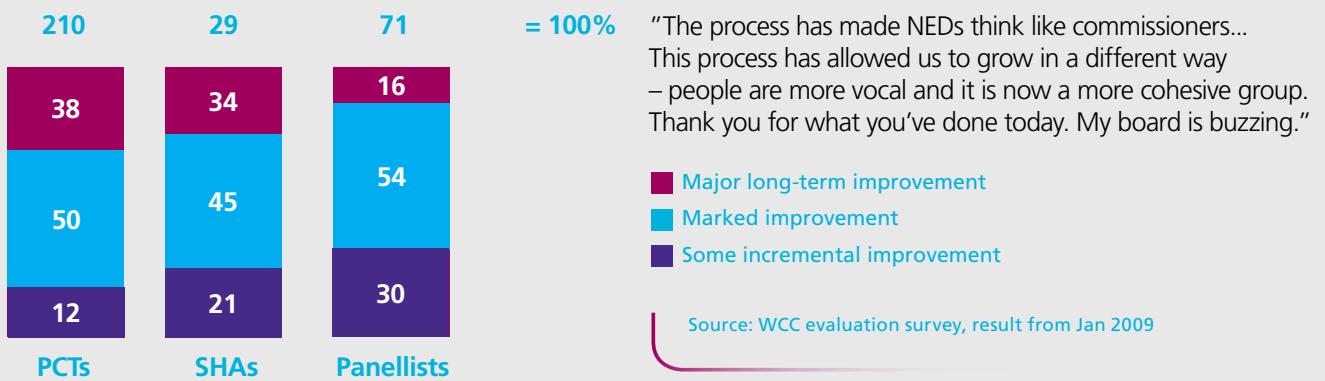 210 29 71 = 100%
38 34 16
50 45 54
12 21 30
PCTs SHAs Panellists
"The process has made NEDs think like commissioners...
This process has allowed us to grow in a different way
– people are more vocal and it is now a more cohesive group.
Thank you for what you’ve done today. My board is buzzing."
Major long-term improvement
Marked improvement
Some incremental improvement
Source: WCC evaluation survey, result from Jan 2009